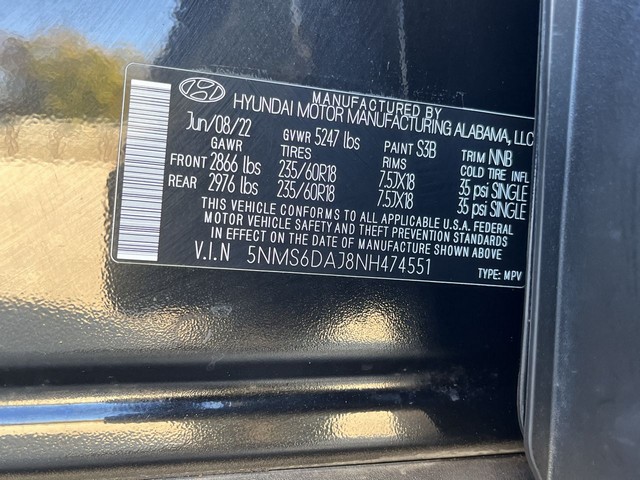 MANUFACTURED BY
HYUNDAI MOTOR MANUFACTURING ALABAMA, LLC
Jun/08/22 GVWR 5247 lbs PAINT S3B TRIM NNB
GAWR TIRES RIMS COLD TIRE INFL
FRONT 2866 lbs 235/60R18 7.5JX18 35 psi SINGLE
REAR 2976 lbs 235/60R18 7.5JX18 35 psi SINGLE
THIS VEHICLE CONFORMS TO ALL APPLICABLE U.S.A. FEDERAL
MOTOR VEHICLE SAFETY AND THEFT PREVENTION STANDARDS
IN EFFECT ON THE DATE OF MANUFACTURE SHOWN ABOVE
V.I.N 5NMS6DAJ8NH474551
TYPE: MPV